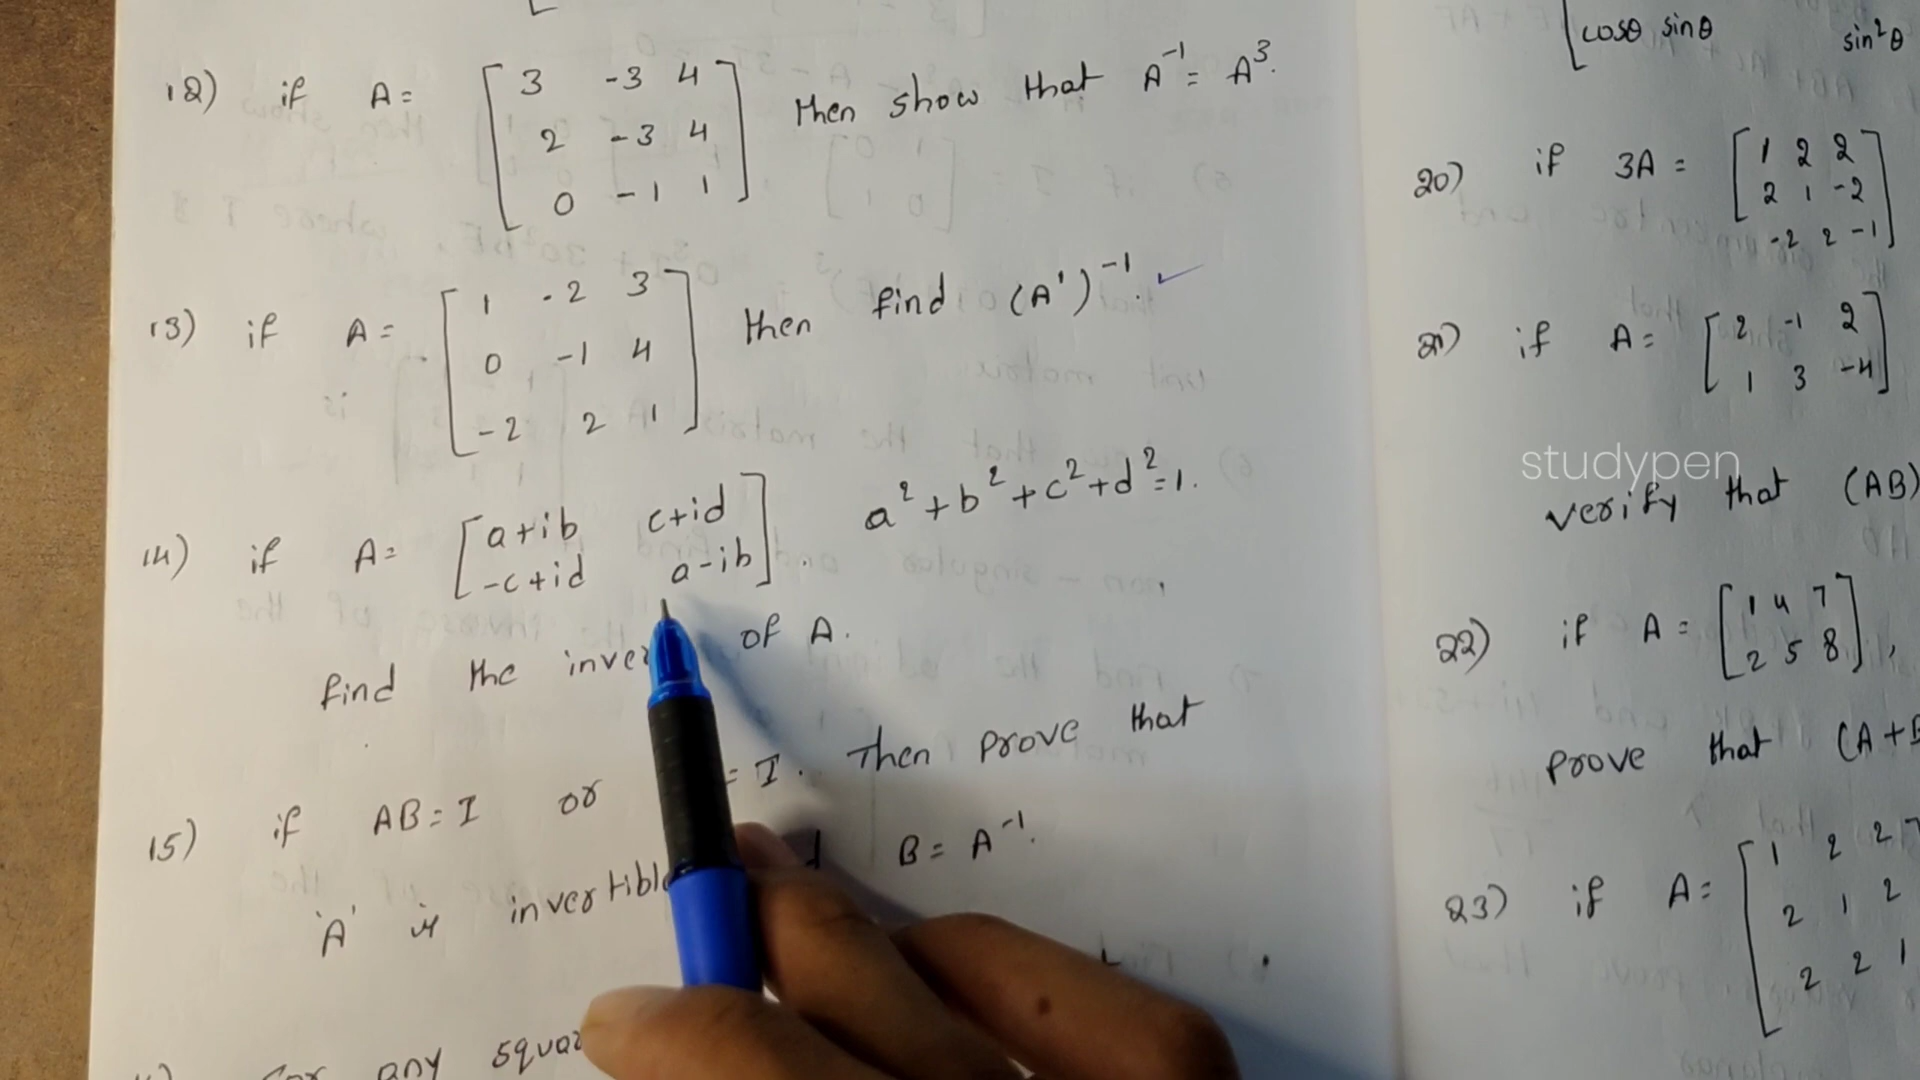 12) if A = [ 3 -3 4 then show that A⁻¹ = A³.
2 -3 4
0 -1 1 ]
13) if A = [ 1 -2 3 then find (A')⁻¹.
0 -1 4
-2 2 1 ]
14) if A = [ a+ib c+id a²+b²+c²+d²=1.
-c+id a-ib ].
find the of A.
15) if AB = I or = I. Then prove that
'A' is B = A⁻¹.
any
[ cosθ sinθ sin²θ
20) if 3A = [ 1 2 2
2 1 -2
-2 2 -1 ]
21) if A = [ 2 -1 2
1 3 -4 ]
studypen
verify that (AB)
22) if A = [ 1 4 7
2 5 8 ],
prove that (A+B
23) if A = [ 1 2 2
2 1 2
2 2 1